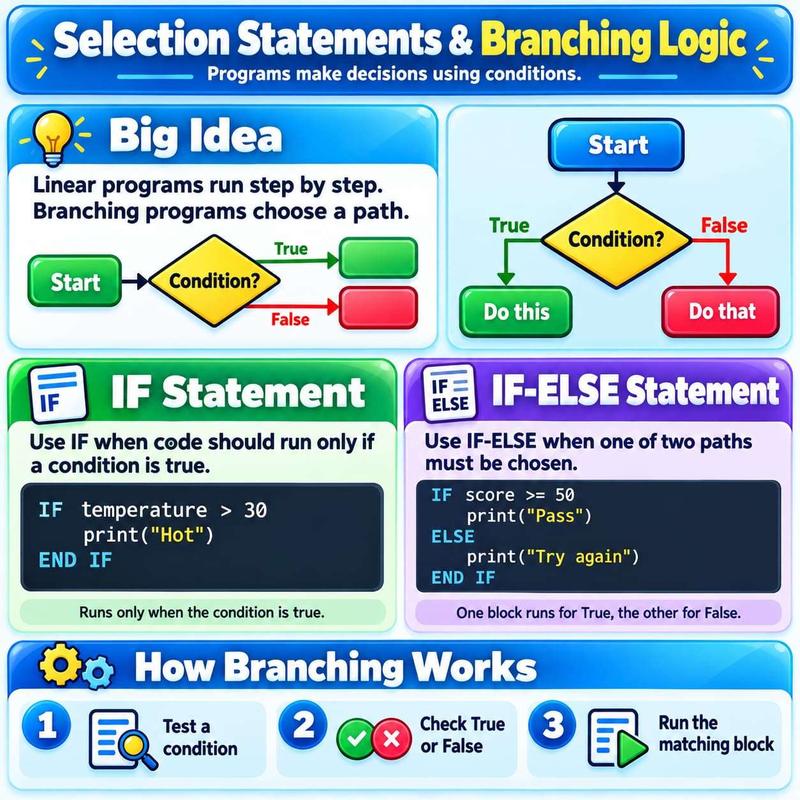 Selection Statements & Branching Logic
Programs make decisions using conditions.
Big Idea
Linear programs run step by step.
Branching programs choose a path.
Start
Condition?
True
False
Start
Condition?
True
False
Do this
Do that
IF
IF Statement
Use IF when code should run only if
a condition is true.
IF temperature > 30
    print("Hot")
END IF
Runs only when the condition is true.
IF
ELSE
IF-ELSE Statement
Use IF-ELSE when one of two paths
must be chosen.
IF score >= 50
    print("Pass")
ELSE
    print("Try again")
END IF
One block runs for True, the other for False.
How Branching Works
1
Test a
condition
2
Check True
or False
3
Run the
matching block